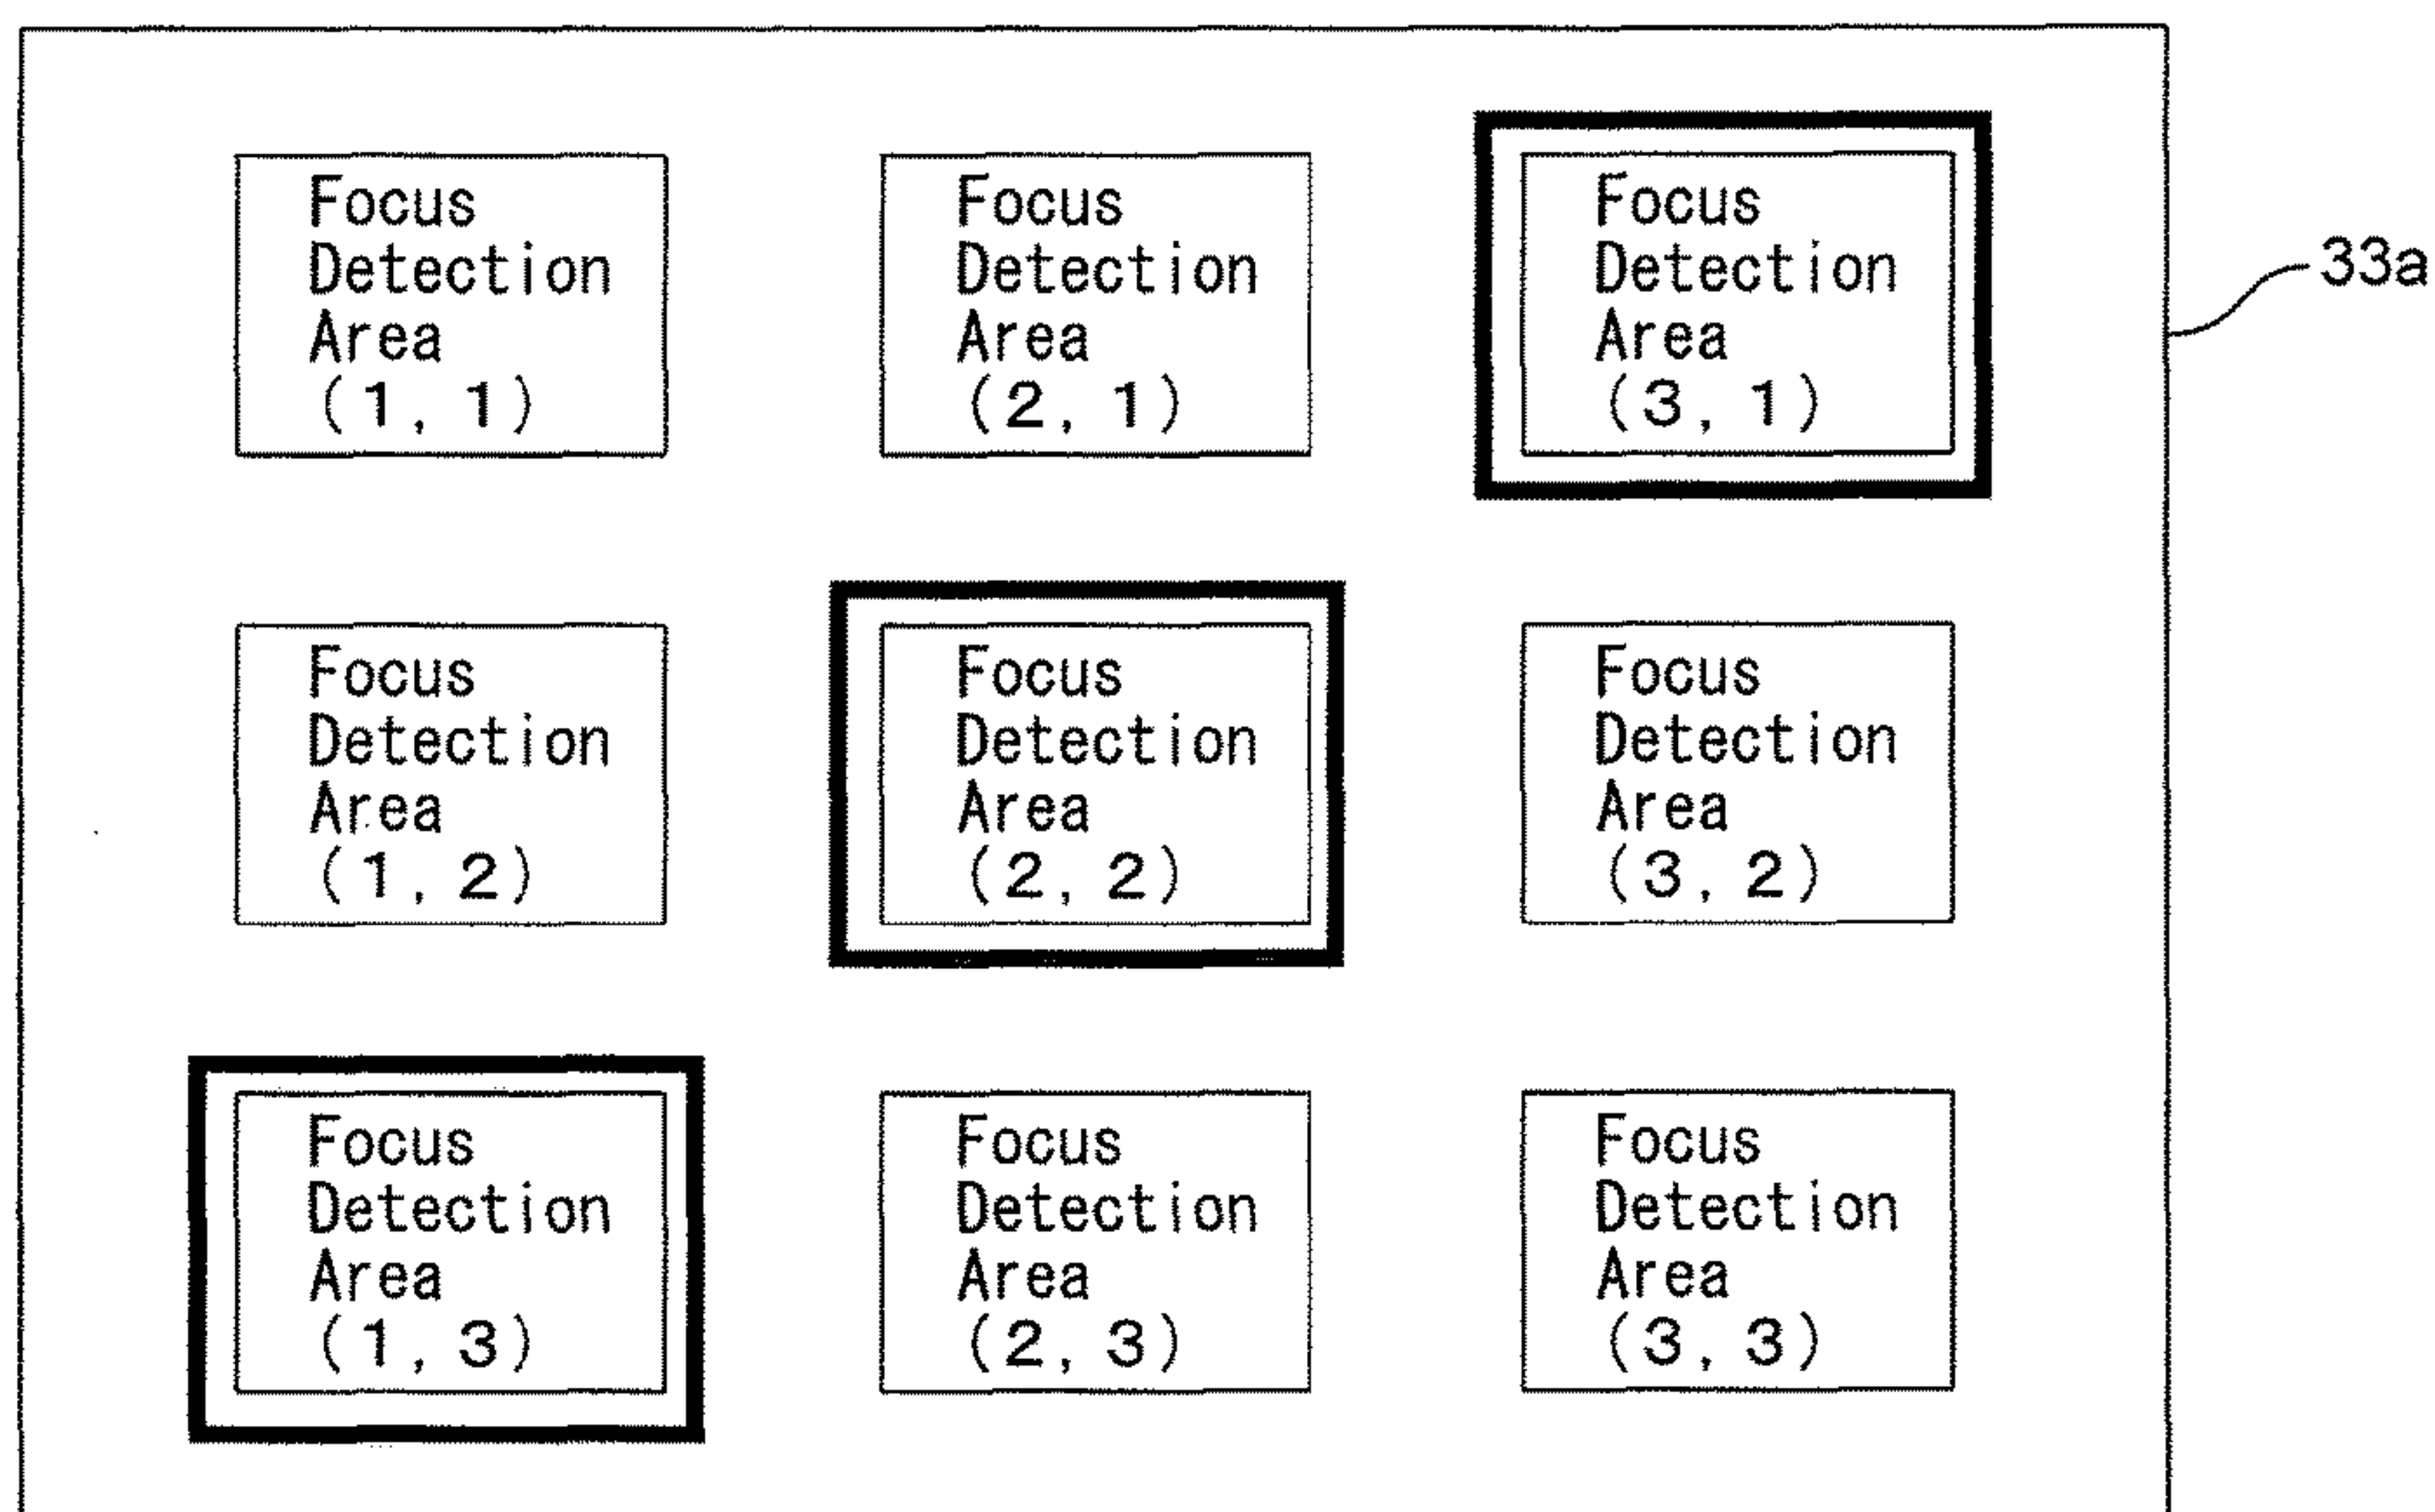 Focus
Detection
Area
(1, 1)
Focus
Detection
Area
(2, 1)
Focus
Detection
Area
(3, 1)
33a
Focus
Detection
Area
(1, 2)
Focus
Detection
Area
(2, 2)
Focus
Detection
Area
(3, 2)
Focus
Detection
Area
(1, 3)
Focus
Detection
Area
(2, 3)
Focus
Detection
Area
(3, 3)